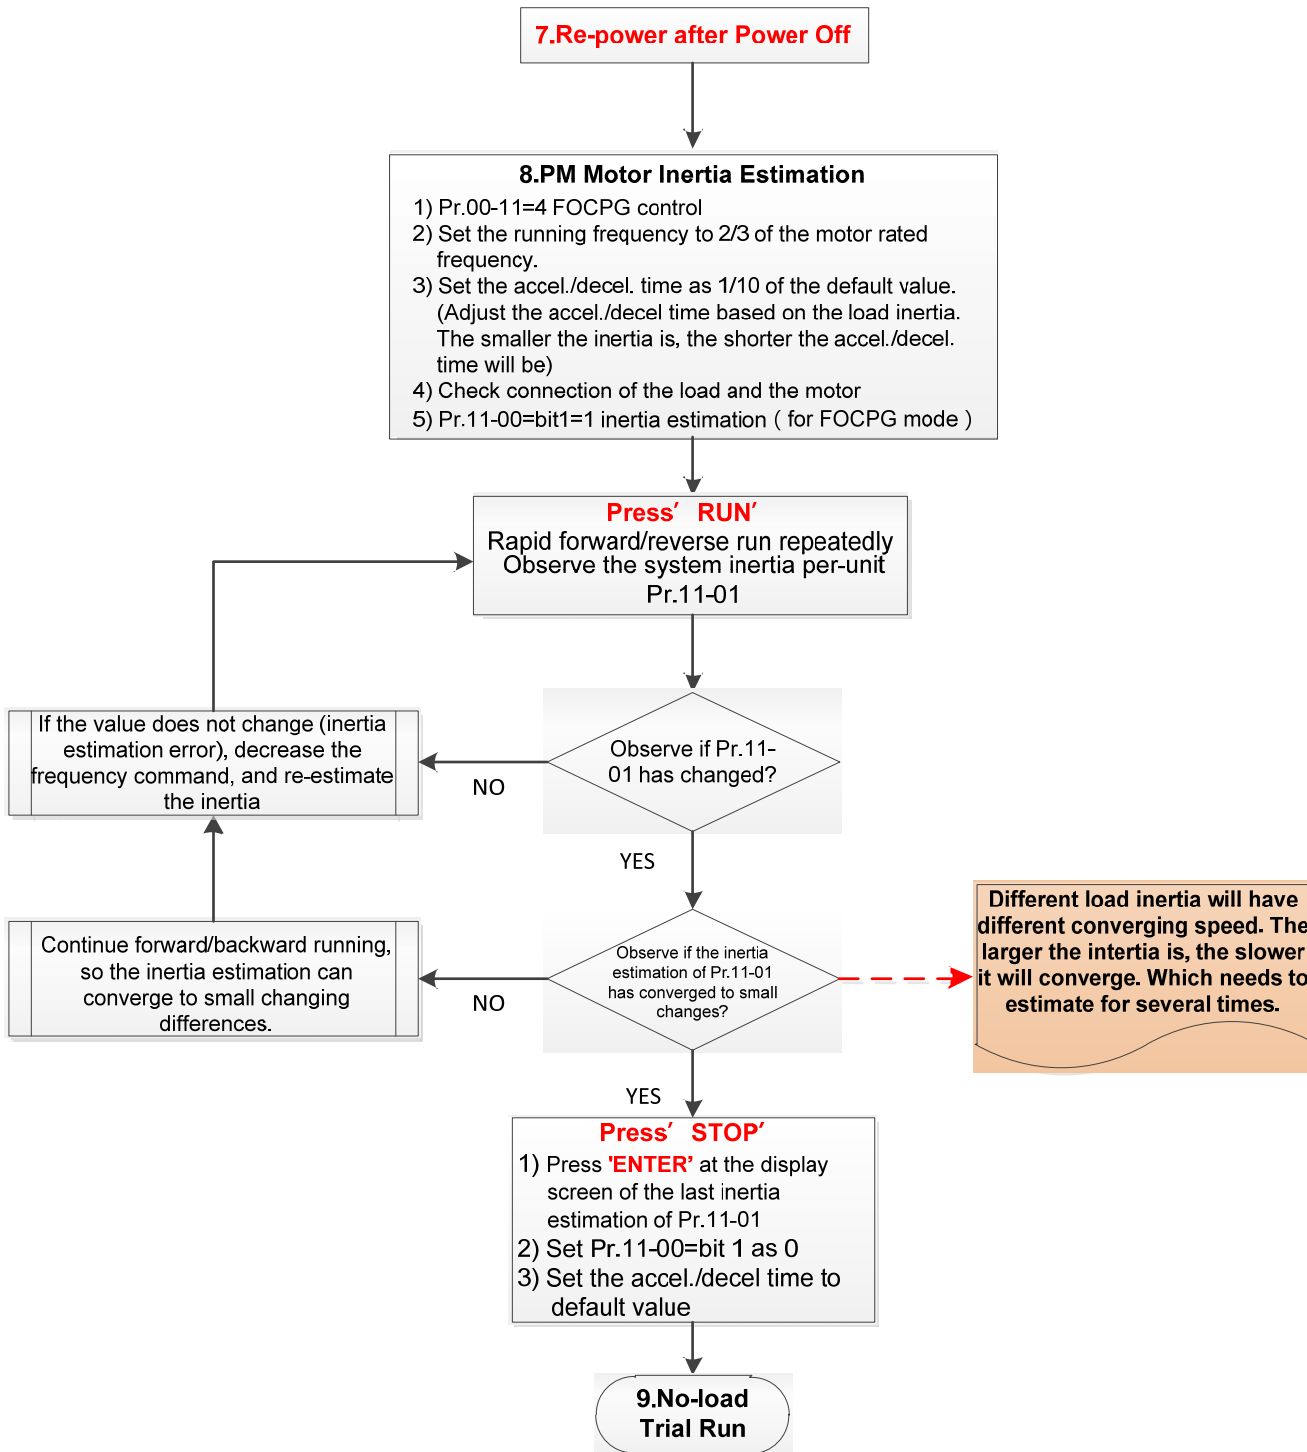 7.Re-power after Power Off
8.PM Motor Inertia Estimation
1) Pr.00-11=4 FOCPG control
2) Set the running frequency to 2/3 of the motor rated
frequency.
3) Set the accel./decel. time as 1/10 of the default value.
(Adjust the accel./decel time based on the load inertia.
The smaller the inertia is, the shorter the accel./decel.
time will be)
4) Check connection of the load and the motor
5) Pr.11-00=bit1=1 inertia estimation ( for FOCPG mode )
Press′ RUN′
Rapid forward/reverse run repeatedly
Observe the system inertia per-unit
Pr.11-01
Observe if Pr.11-
01 has changed?
NO
If the value does not change (inertia
estimation error), decrease the
frequency command, and re-estimate
the inertia
YES
Observe if the inertia
estimation of Pr.11-01
has converged to small
changes?
NO
Continue forward/backward running,
so the inertia estimation can
converge to small changing
differences.
Different load inertia will have
different converging speed. The
larger the intertia is, the slower
it will converge. Which needs to
estimate for several times.
YES
Press′ STOP′
1) Press 'ENTER’ at the display
screen of the last inertia
estimation of Pr.11-01
2) Set Pr.11-00=bit 1 as 0
3) Set the accel./decel time to
default value
9.No-load
Trial Run